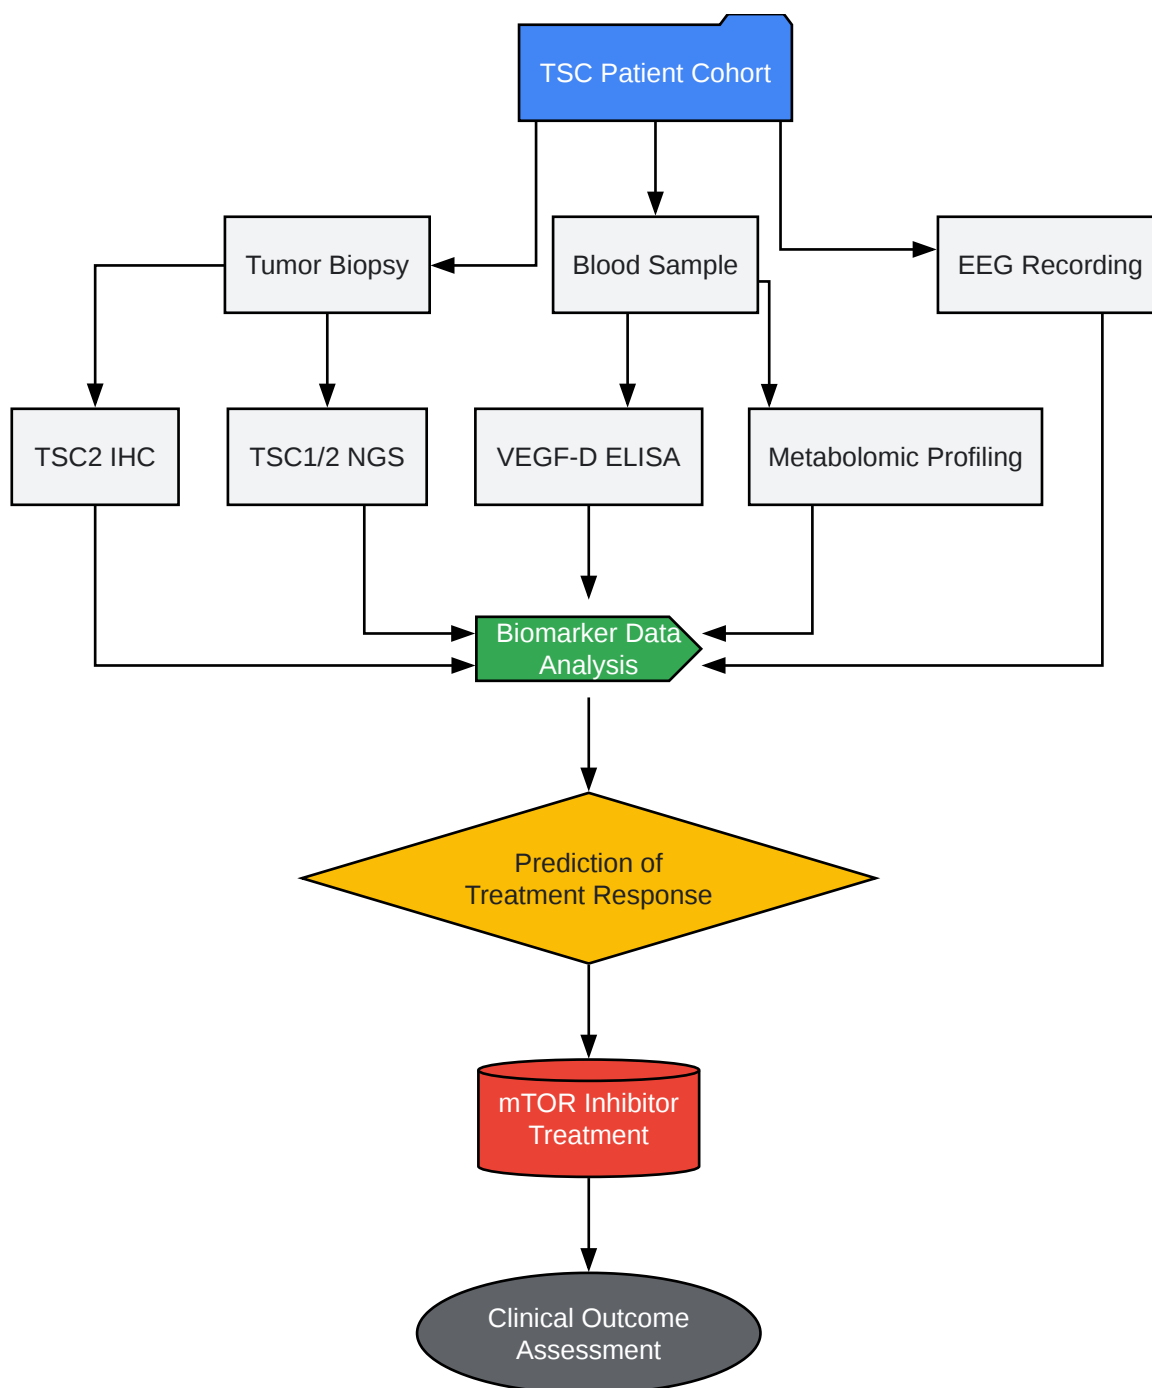 TSC Patient Cohort
Tumor Biopsy
Blood Sample
EEG Recording
TSC2 IHC
TSC1/2 NGS
VEGF-D ELISA
Metabolomic Profiling
Biomarker Data
Analysis
Prediction of
Treatment Response
mTOR Inhibitor
Treatment
Clinical Outcome
Assessment